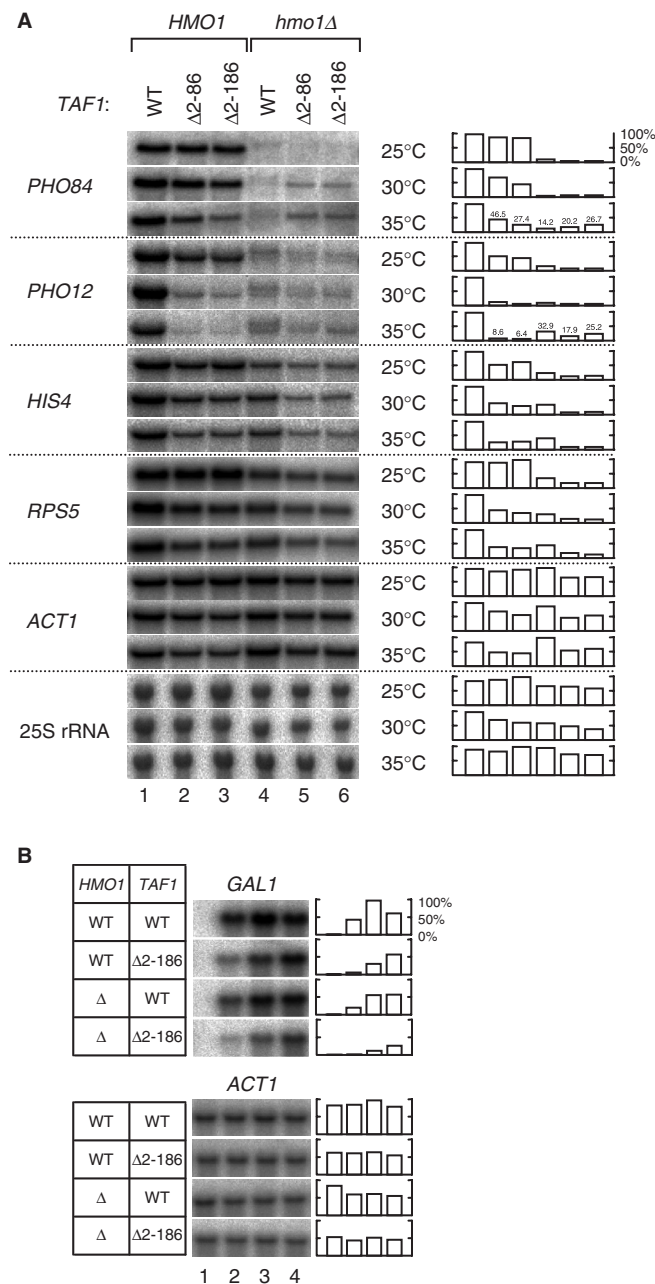 A
HMO1 hmo1Δ
TAF1: WT Δ2-86 Δ2-186 WT Δ2-86 Δ2-186
PHO84
25°C
100%
50%
0%
30°C
35°C
46.5 27.4 14.2 20.2 26.7
PHO12
25°C
30°C
35°C
8.6 6.4 32.9 17.9 25.2
HIS4
25°C
30°C
35°C
RPS5
25°C
30°C
35°C
ACT1
25°C
30°C
35°C
25S rRNA
25°C
30°C
35°C
1 2 3 4 5 6
B
HMO1 TAF1 GAL1
WT WT
100%
50%
0%
WT Δ2-186
Δ WT
Δ Δ2-186
ACT1
WT WT
WT Δ2-186
Δ WT
Δ Δ2-186
1 2 3 4